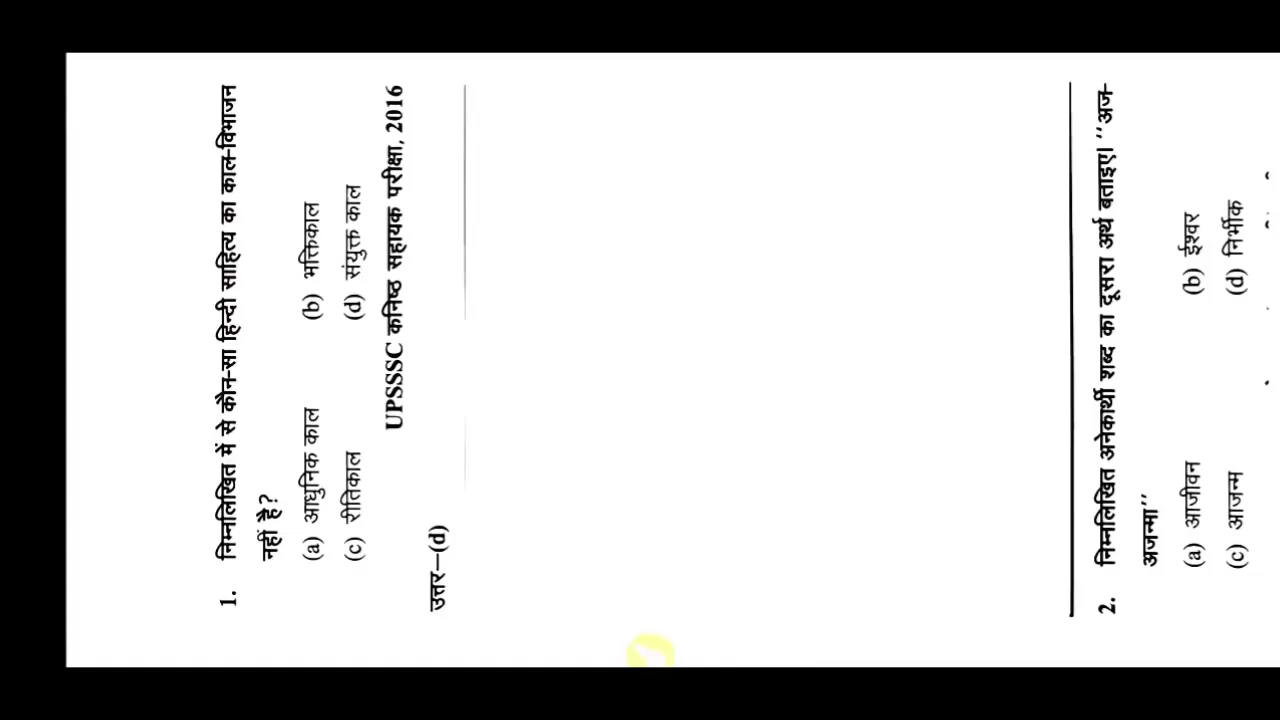 1. निम्नलिखित में से कौन-सा हिन्दी साहित्य का काल-विभाजन
नहीं है?
(a) आधुनिक काल (b) भक्तिकाल
(c) रीतिकाल (d) संयुक्त काल
UPSSSC कनिष्ठ सहायक परीक्षा, 2016
उत्तर—(d)
2. निम्नलिखित अनेकार्थी शब्द का दूसरा अर्थ बताइए। ''अज-
अजन्मा''
(a) आजीवन (b) ईश्वर
(c) आजन्म (d) निर्भीक